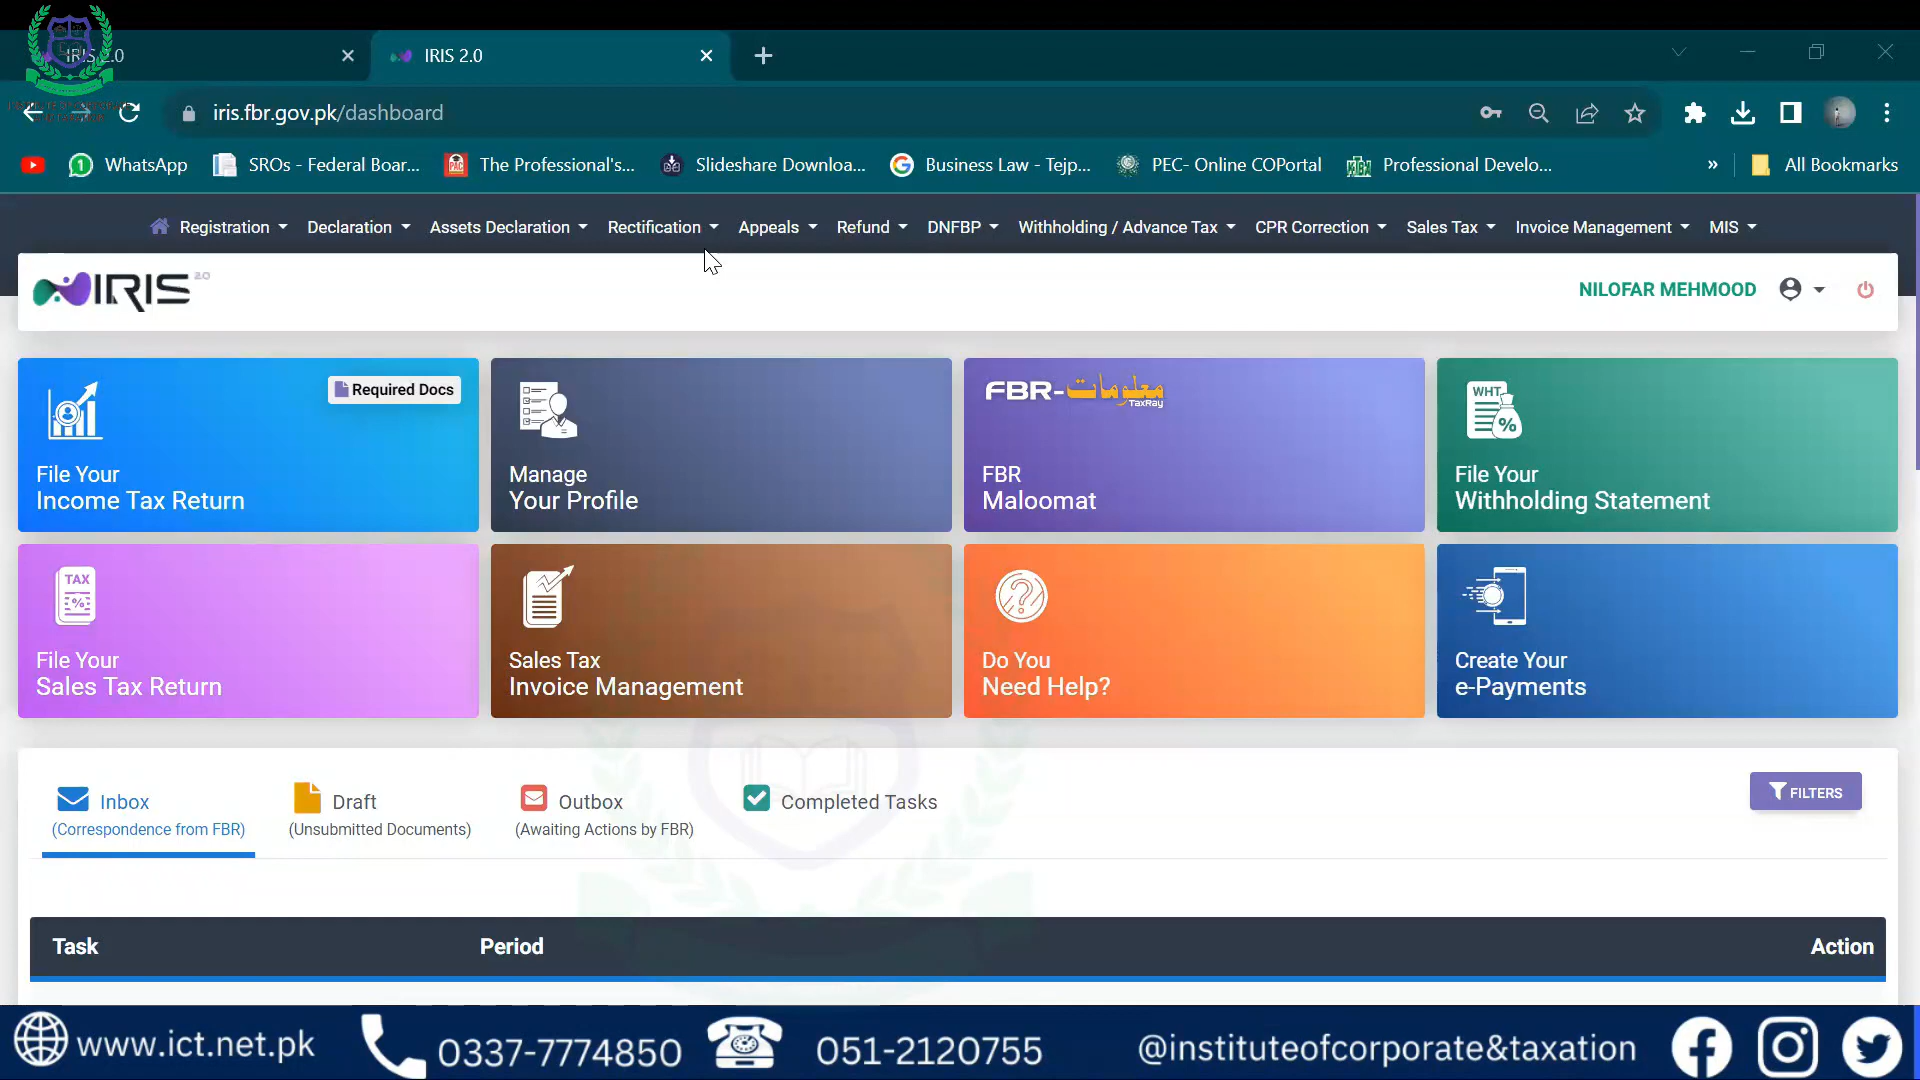 IRIS 2.0
IRIS 2.0
iris.fbr.gov.pk/dashboard
WhatsApp
SROs - Federal Boar...
The Professional's...
Slideshare Downloa...
Business Law - Tejp...
PEC- Online COPortal
Professional Develo...
»
All Bookmarks
Registration
Declaration
Assets Declaration
Rectification
Appeals
Refund
DNFBP
Withholding / Advance Tax
CPR Correction
Sales Tax
Invoice Management
MIS
IRIS 2.0
NILOFAR MEHMOOD
Required Docs
File Your
Income Tax Return
Manage
Your Profile
FBR-معلومات
TaxRay
FBR
Maloomat
WHT
%
File Your
Withholding Statement
TAX
%
File Your
Sales Tax Return
Sales Tax
Invoice Management
?
Do You
Need Help?
Create Your
e-Payments
Inbox
(Correspondence from FBR)
Draft
(Unsubmitted Documents)
Outbox
(Awaiting Actions by FBR)
Completed Tasks
FILTERS
Task
Period
Action
www.ict.net.pk
0337-7774850
051-2120755
@instituteofcorporate&taxation